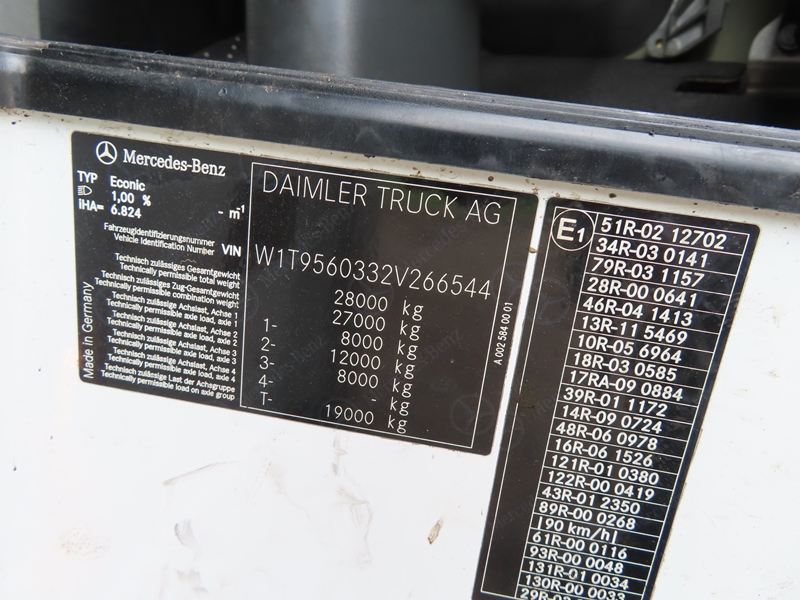 Mercedes-Benz
TYP Econic
1,00 %
iHA= 6.824 - m⁻¹
Fahrzeugidentifizierungsnummer
Vehicle Identification Number VIN
Technisch zulässiges Gesamtgewicht
Technically permissible total weight
Technisch zulässiges Zug-Gesamtgewicht
Technically permissible combination weight
Technisch zulässige Achslast, Achse 1
Technically permissible axle load, axle 1
Technisch zulässige Achslast, Achse 2
Technically permissible axle load, axle 2
Technisch zulässige Achslast, Achse 3
Technically permissible axle load, axle 3
Technisch zulässige Achslast, Achse 4
Technically permissible axle load, axle 4
Technisch zulässige Last der Achsgruppe
Technically permissible load on axle group
Made in Germany
DAIMLER TRUCK AG
W1T9560332V266544
28000 kg
27000 kg
1- 8000 kg
2- 12000 kg
3- 8000 kg
4- - kg
T- 19000 kg
A 002 584 00 01
E1
51R-02 12702
34R-03 0141
79R-03 1157
28R-00 0641
46R-04 1413
13R-11 5469
10R-05 6964
18R-03 0585
17RA-09 0884
39R-01 1172
14R-09 0724
48R-06 0978
16R-06 1526
121R-01 0380
122R-00 0419
43R-01 2350
89R-00 0268
(90 km/h)
61R-00 0116
93R-00 0048
131R-01 0034
130R-00 0033